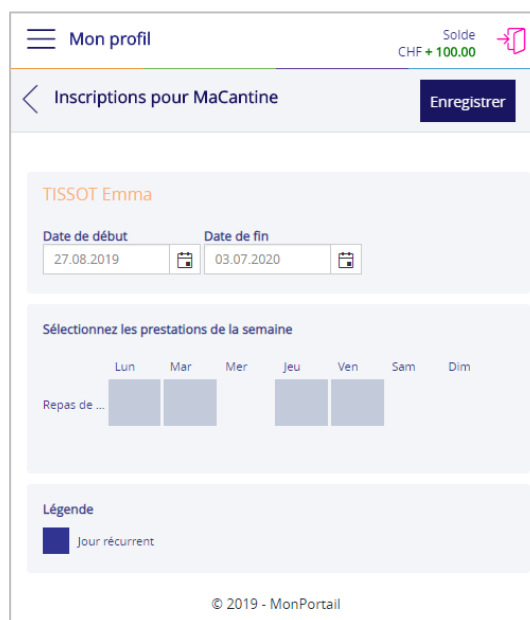 Mon profil
Solde
CHF + 100.00
Inscriptions pour MaCantine
Enregistrer
TISSOT Emma
Date de début Date de fin
27.08.2019 03.07.2020
Sélectionnez les prestations de la semaine
Lun Mar Mer Jeu Ven Sam Dim
Repas de ...
Légende
Jour récurrent
© 2019 - MonPortail